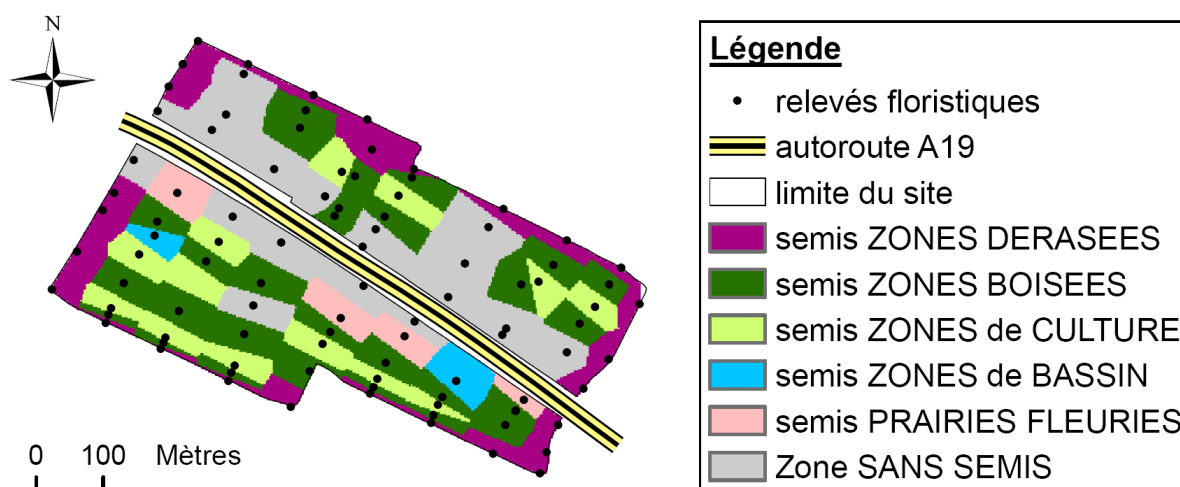 N
0 100 Mètres
Légende
relevés floristiques
autoroute A19
limite du site
semis ZONES DERASEES
semis ZONES BOISEES
semis ZONES de CULTURE
semis ZONES de BASSIN
semis PRAIRIES FLEURIES
Zone SANS SEMIS